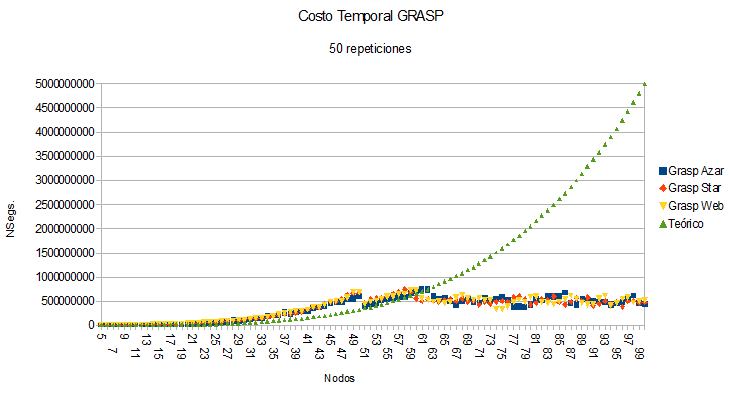 Costo Temporal GRASP
50 repeticiones
5000000000
4500000000
4000000000
3500000000
3000000000
2500000000
2000000000
1500000000
1000000000
500000000
0
NSegs.
Grasp Azar
Grasp Star
Grasp Web
Teórico
5 7 9 11 13 15 17 19 21 23 25 27 29 31 33 35 37 39 41 43 45 47 49 51 53 55 57 59 61 63 65 67 69 71 73 75 77 79 81 83 85 87 89 91 93 95 97 99
Nodos